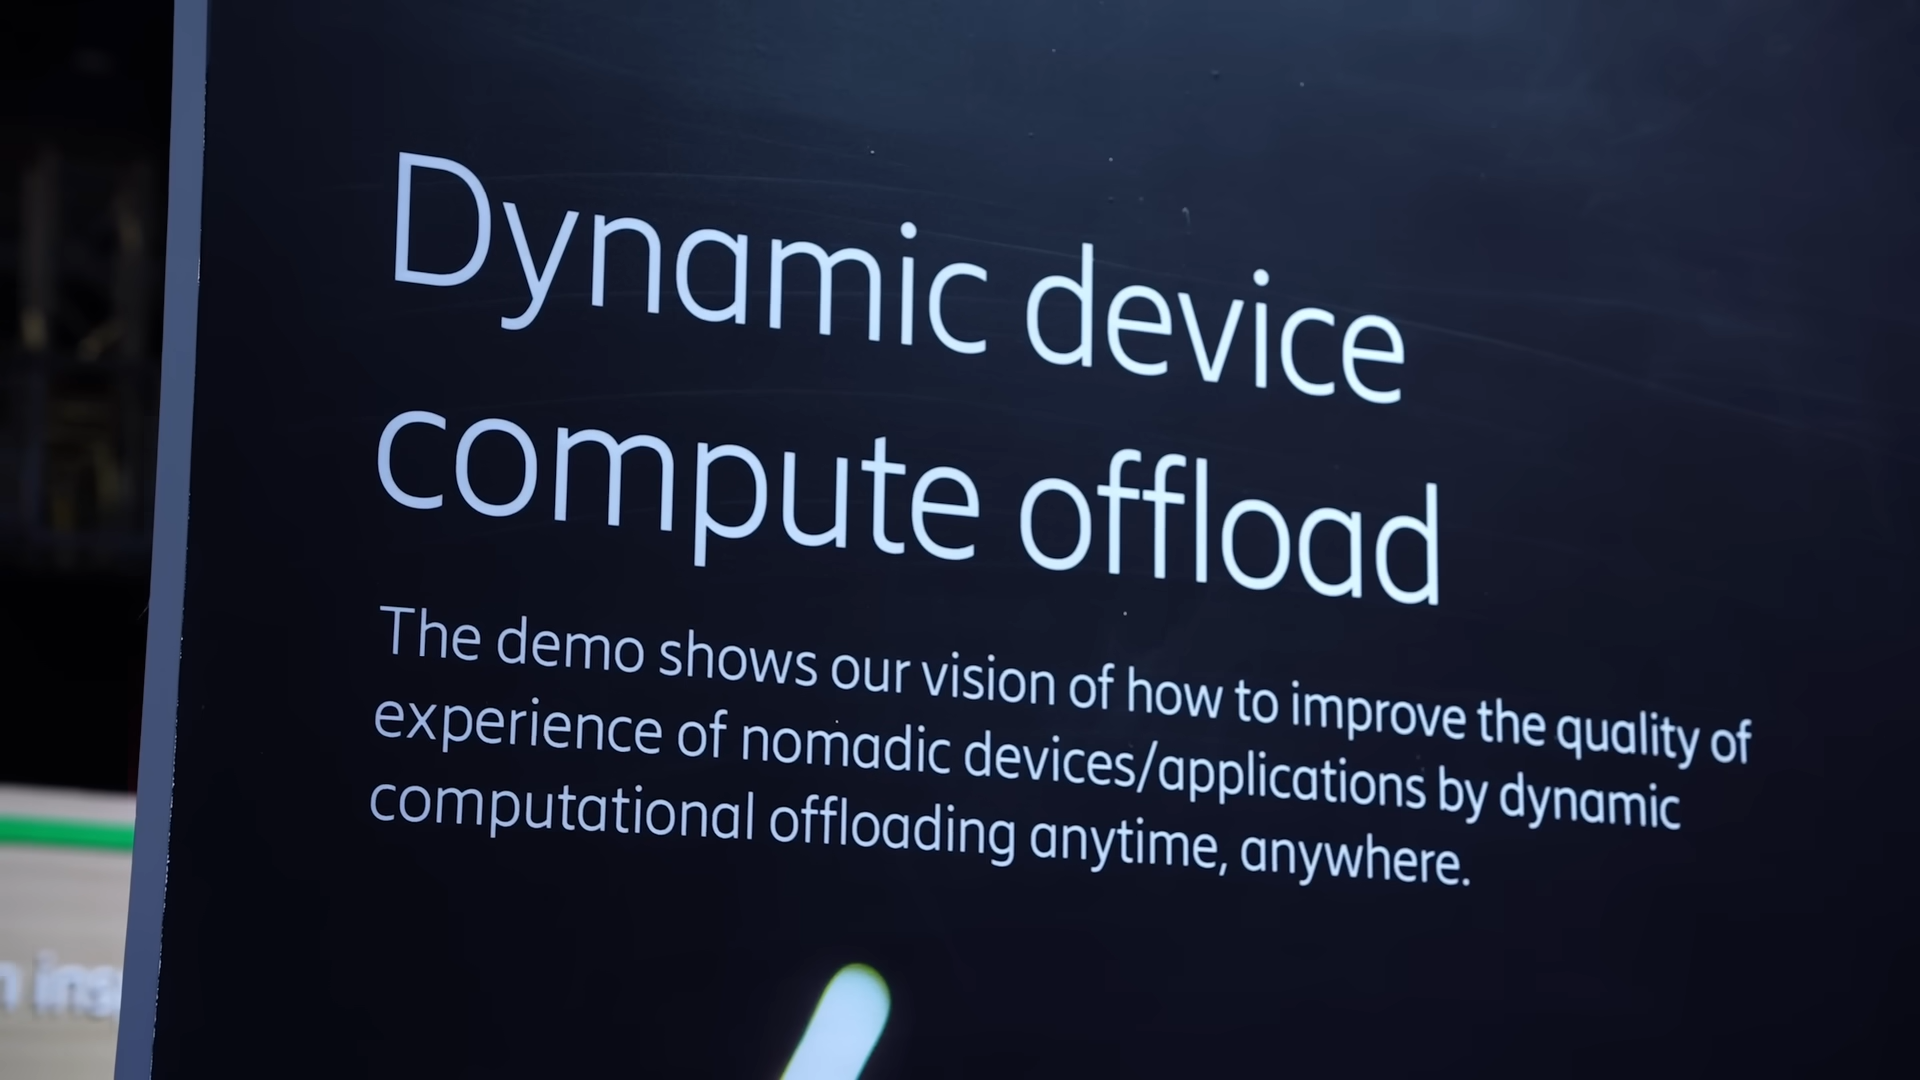 Dynamic device
compute offload
The demo shows our vision of how to improve the quality of
experience of nomadic devices/applications by dynamic
computational offloading anytime, anywhere.